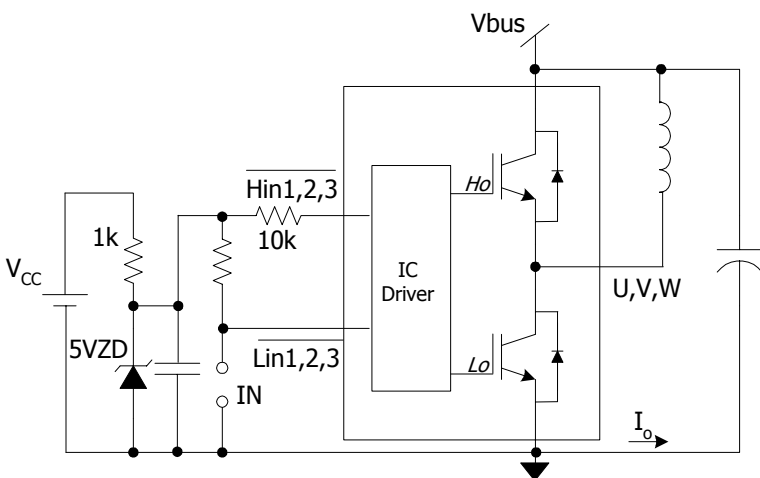 Vbus
Hin1,2,3
Ho
1k
10k
VCC
IC
Driver
U,V,W
5VZD
Lin1,2,3
Lo
IN
Io